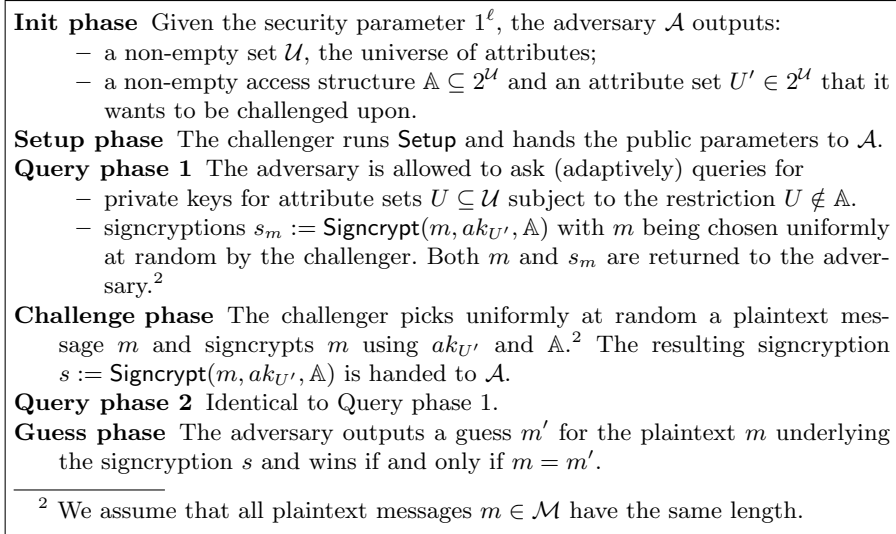 Init phase Given the security parameter 1^ℓ, the adversary 𝒜 outputs:
– a non-empty set 𝒰, the universe of attributes;
– a non-empty access structure 𝔸 ⊆ 2^𝒰 and an attribute set U′ ∈ 2^𝒰 that it
wants to be challenged upon.
Setup phase The challenger runs Setup and hands the public parameters to 𝒜.
Query phase 1 The adversary is allowed to ask (adaptively) queries for
– private keys for attribute sets U ⊆ 𝒰 subject to the restriction U ∉ 𝔸.
– signcryptions s_m := Signcrypt(m, ak_{U′}, 𝔸) with m being chosen uniformly
at random by the challenger. Both m and s_m are returned to the adver-
sary.²
Challenge phase The challenger picks uniformly at random a plaintext mes-
sage m and signcrypts m using ak_{U′} and 𝔸.² The resulting signcryption
s := Signcrypt(m, ak_{U′}, 𝔸) is handed to 𝒜.
Query phase 2 Identical to Query phase 1.
Guess phase The adversary outputs a guess m′ for the plaintext m underlying
the signcryption s and wins if and only if m = m′.
² We assume that all plaintext messages m ∈ ℳ have the same length.